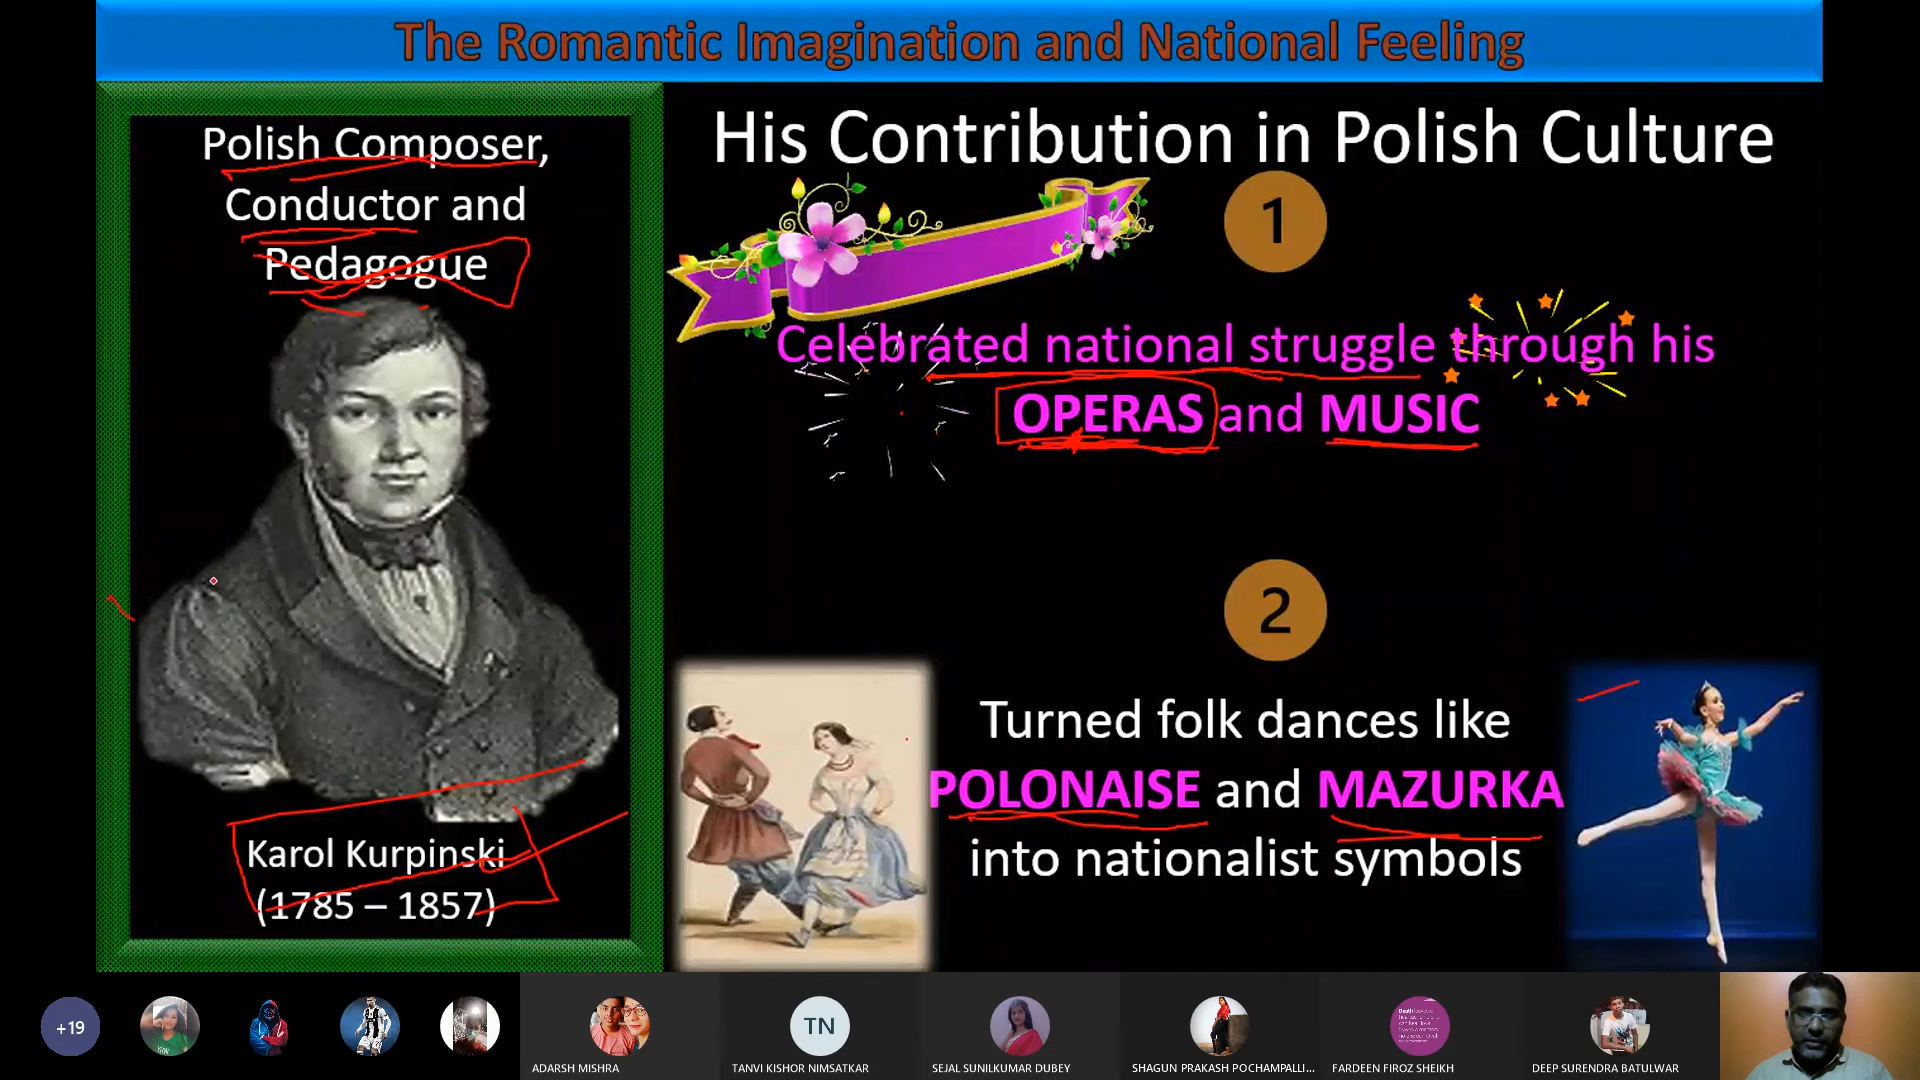 The Romantic Imagination and National Feeling
Polish Composer,
Conductor and
Pedagogue
Karol Kurpinski
(1785 – 1857)
His Contribution in Polish Culture
1
Celebrated national struggle through his
OPERAS and MUSIC
2
Turned folk dances like
POLONAISE and MAZURKA
into nationalist symbols
+19
ADARSH MISHRA
TN
TANVI KISHOR NIMSATKAR
SEJAL SUNILKUMAR DUBEY
SHAGUN PRAKASH POCHAMPALLI...
FARDEEN FIROZ SHEIKH
DEEP SURENDRA BATULWAR